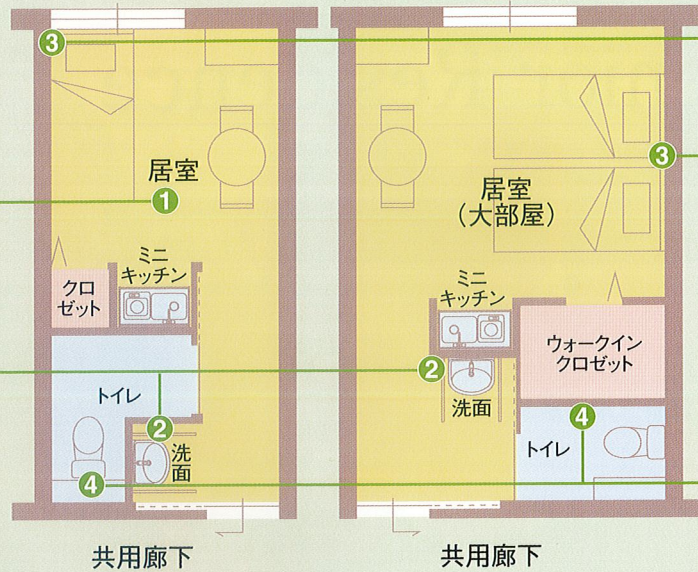 ③
居室
①
ミニ
キッチン
クロ
ゼット
トイレ
②
洗面
④
共用廊下
③
居室
（大部屋）
ミニ
キッチン
②
洗面
ウォークイン
クロゼット
④
トイレ
共用廊下